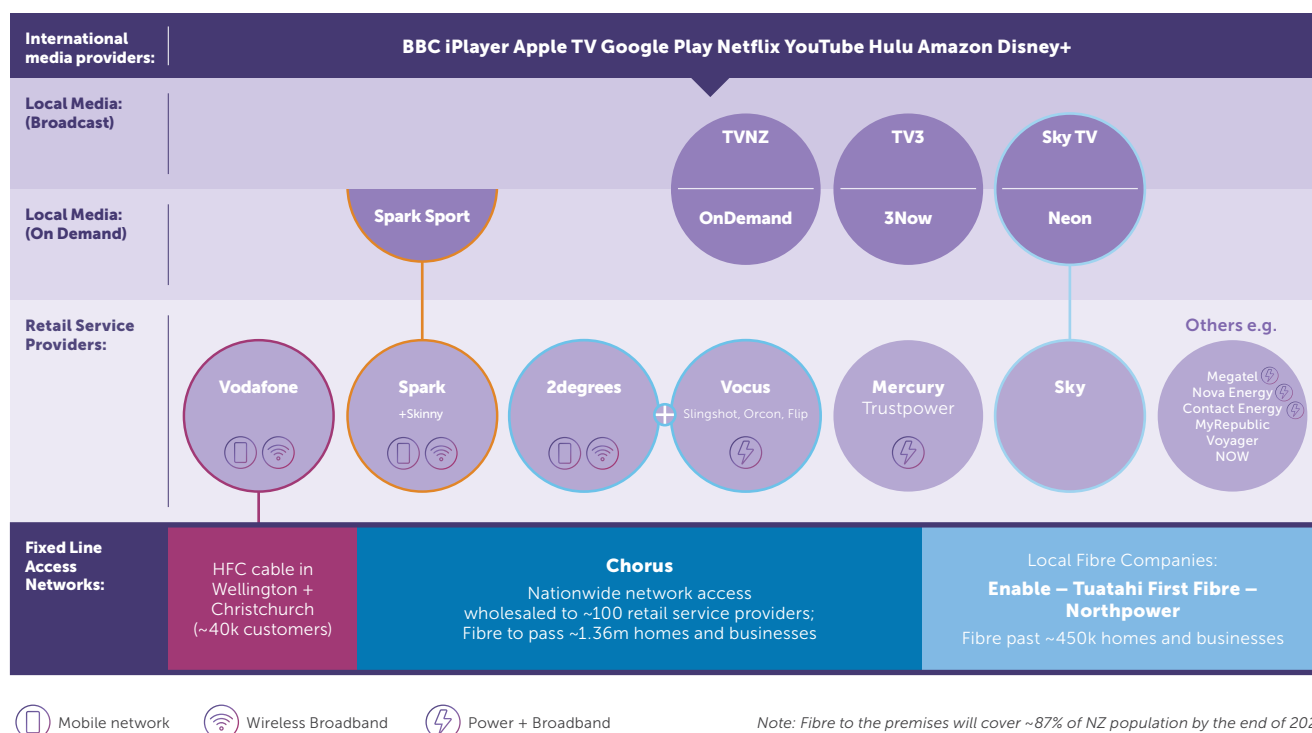 International
media providers:
BBC iPlayer Apple TV Google Play Netflix YouTube Hulu Amazon Disney+
Local Media:
(Broadcast)
TVNZ
TV3
Sky TV
Local Media:
(On Demand)
Spark Sport
OnDemand
3Now
Neon
Retail Service
Providers:
Others e.g.
Vodafone
Spark
+Skinny
2degrees
+
Vocus
Slingshot, Orcon, Flip
Mercury
Trustpower
Sky
Megatel
Nova Energy
Contact Energy
MyRepublic
Voyager
NOW
Fixed Line
Access
Networks:
HFC cable in
Wellington +
Christchurch
(~40k customers)
Chorus
Nationwide network access
wholesaled to ~100 retail service providers;
Fibre to pass ~1.36m homes and businesses
Local Fibre Companies:
Enable – Tuatahi First Fibre –
Northpower
Fibre past ~450k homes and businesses
Mobile network
Wireless Broadband
Power + Broadband
Note: Fibre to the premises will cover ~87% of NZ population by the end of